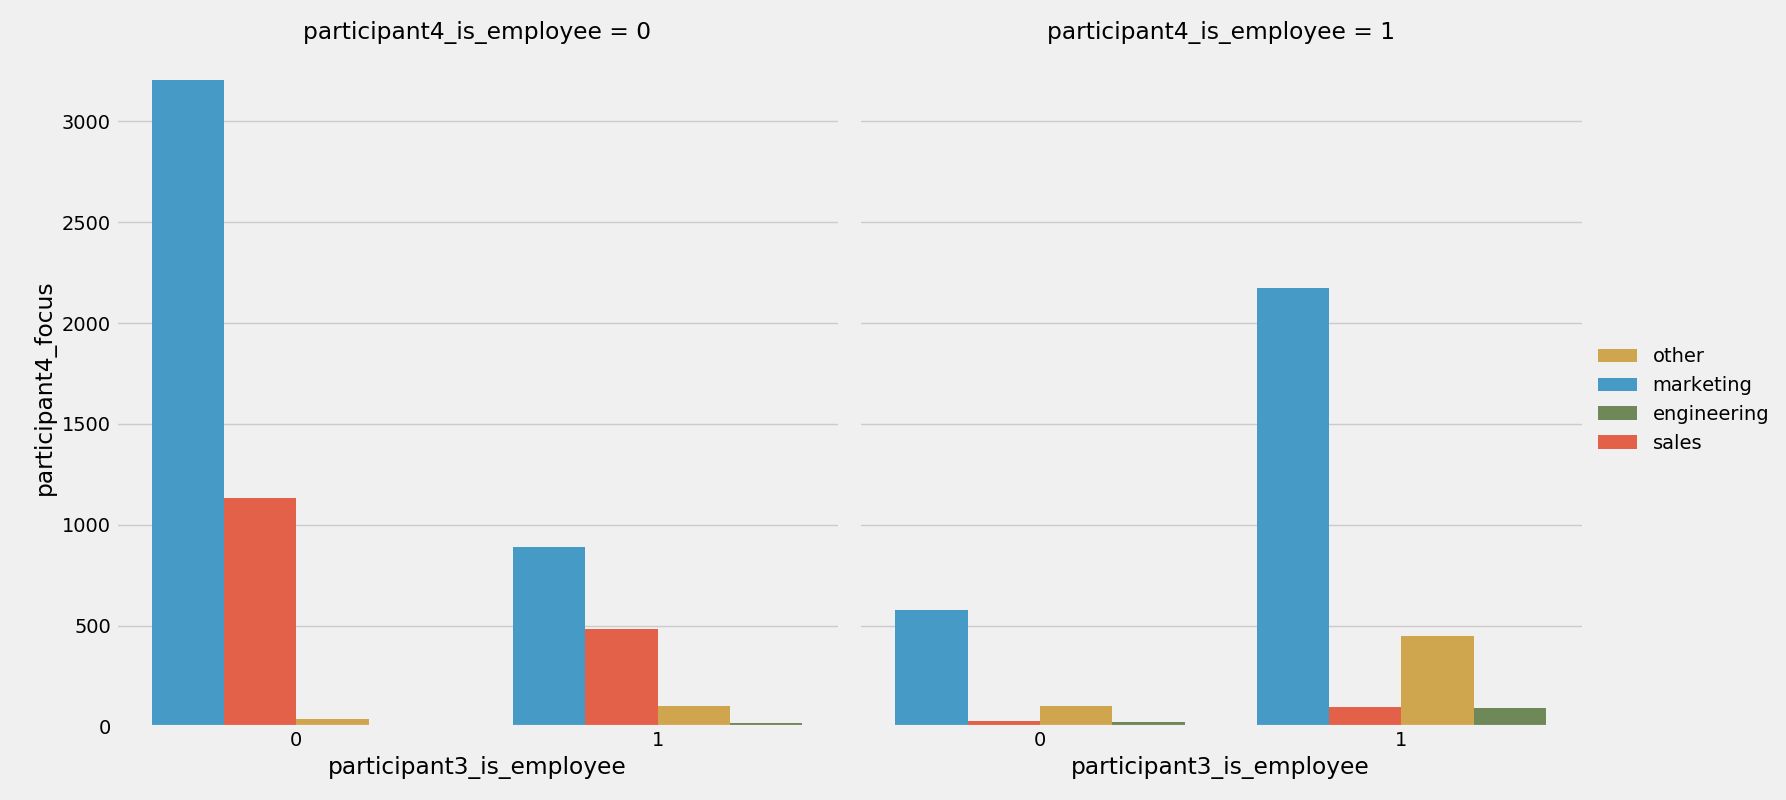 participant4_is_employee = 0
participant4_is_employee = 1
participant4_focus
3000
2500
2000
1500
1000
500
0
0
1
0
1
participant3_is_employee
participant3_is_employee
other
marketing
engineering
sales